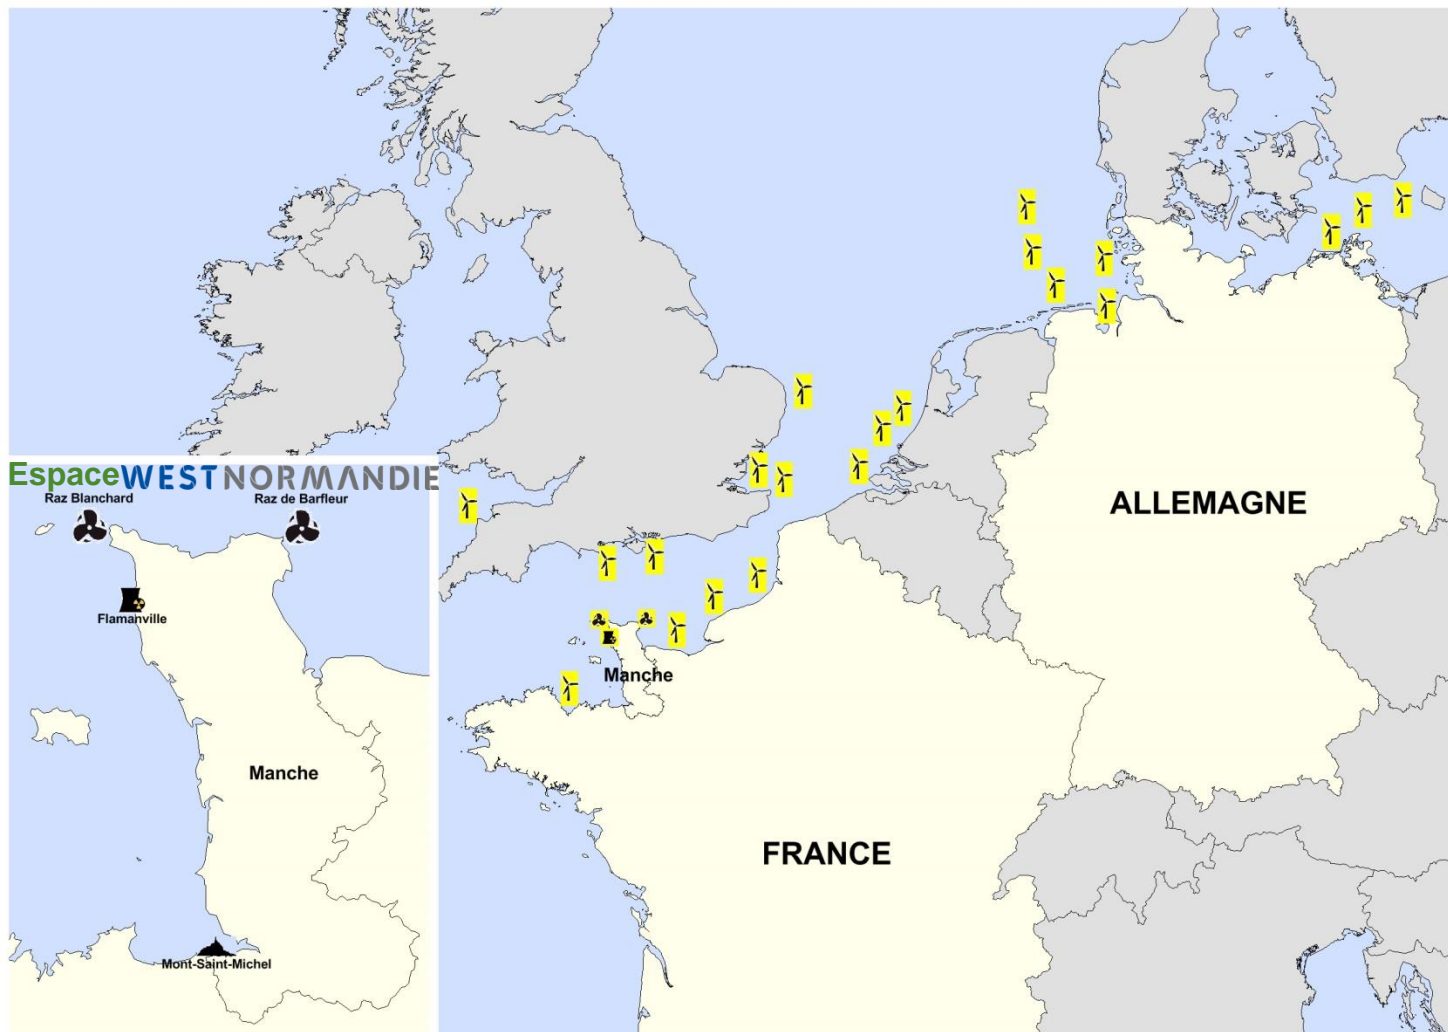 EspaceWESTNORMANDIE
Raz Blanchard
Raz de Barfleur
Flamanville
Manche
Mont-Saint-Michel
ALLEMAGNE
Manche
FRANCE